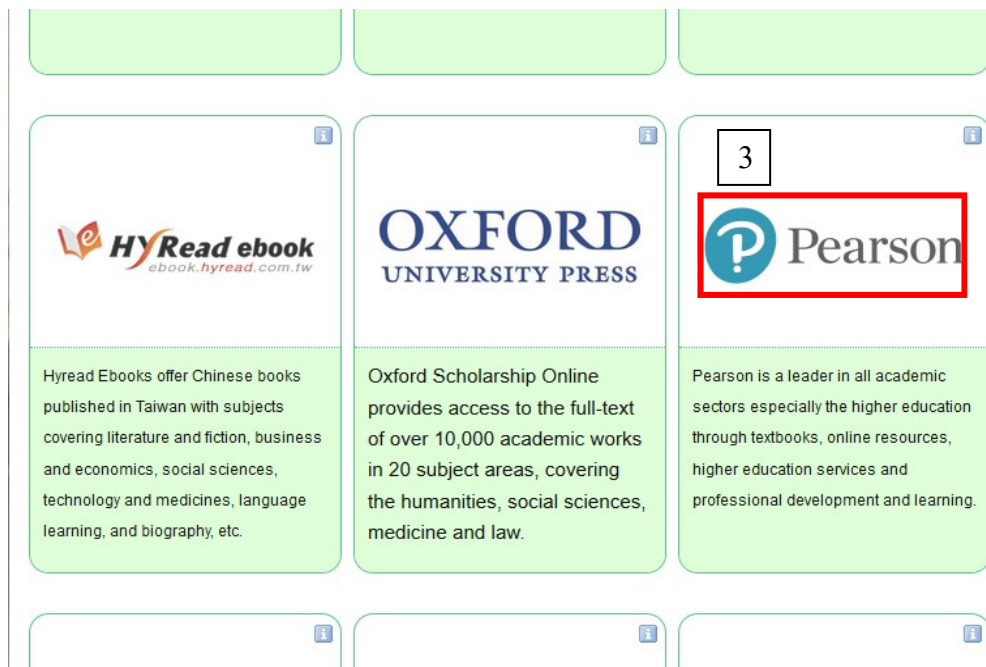 HyRead ebook
ebook.hyread.com.tw
Hyread Ebooks offer Chinese books
published in Taiwan with subjects
covering literature and fiction, business
and economics, social sciences,
technology and medicines, language
learning, and biography, etc.
OXFORD
UNIVERSITY PRESS
Oxford Scholarship Online
provides access to the full-text
of over 10,000 academic works
in 20 subject areas, covering
the humanities, social sciences,
medicine and law.
3
Pearson
Pearson is a leader in all academic
sectors especially the higher education
through textbooks, online resources,
higher education services and
professional development and learning.